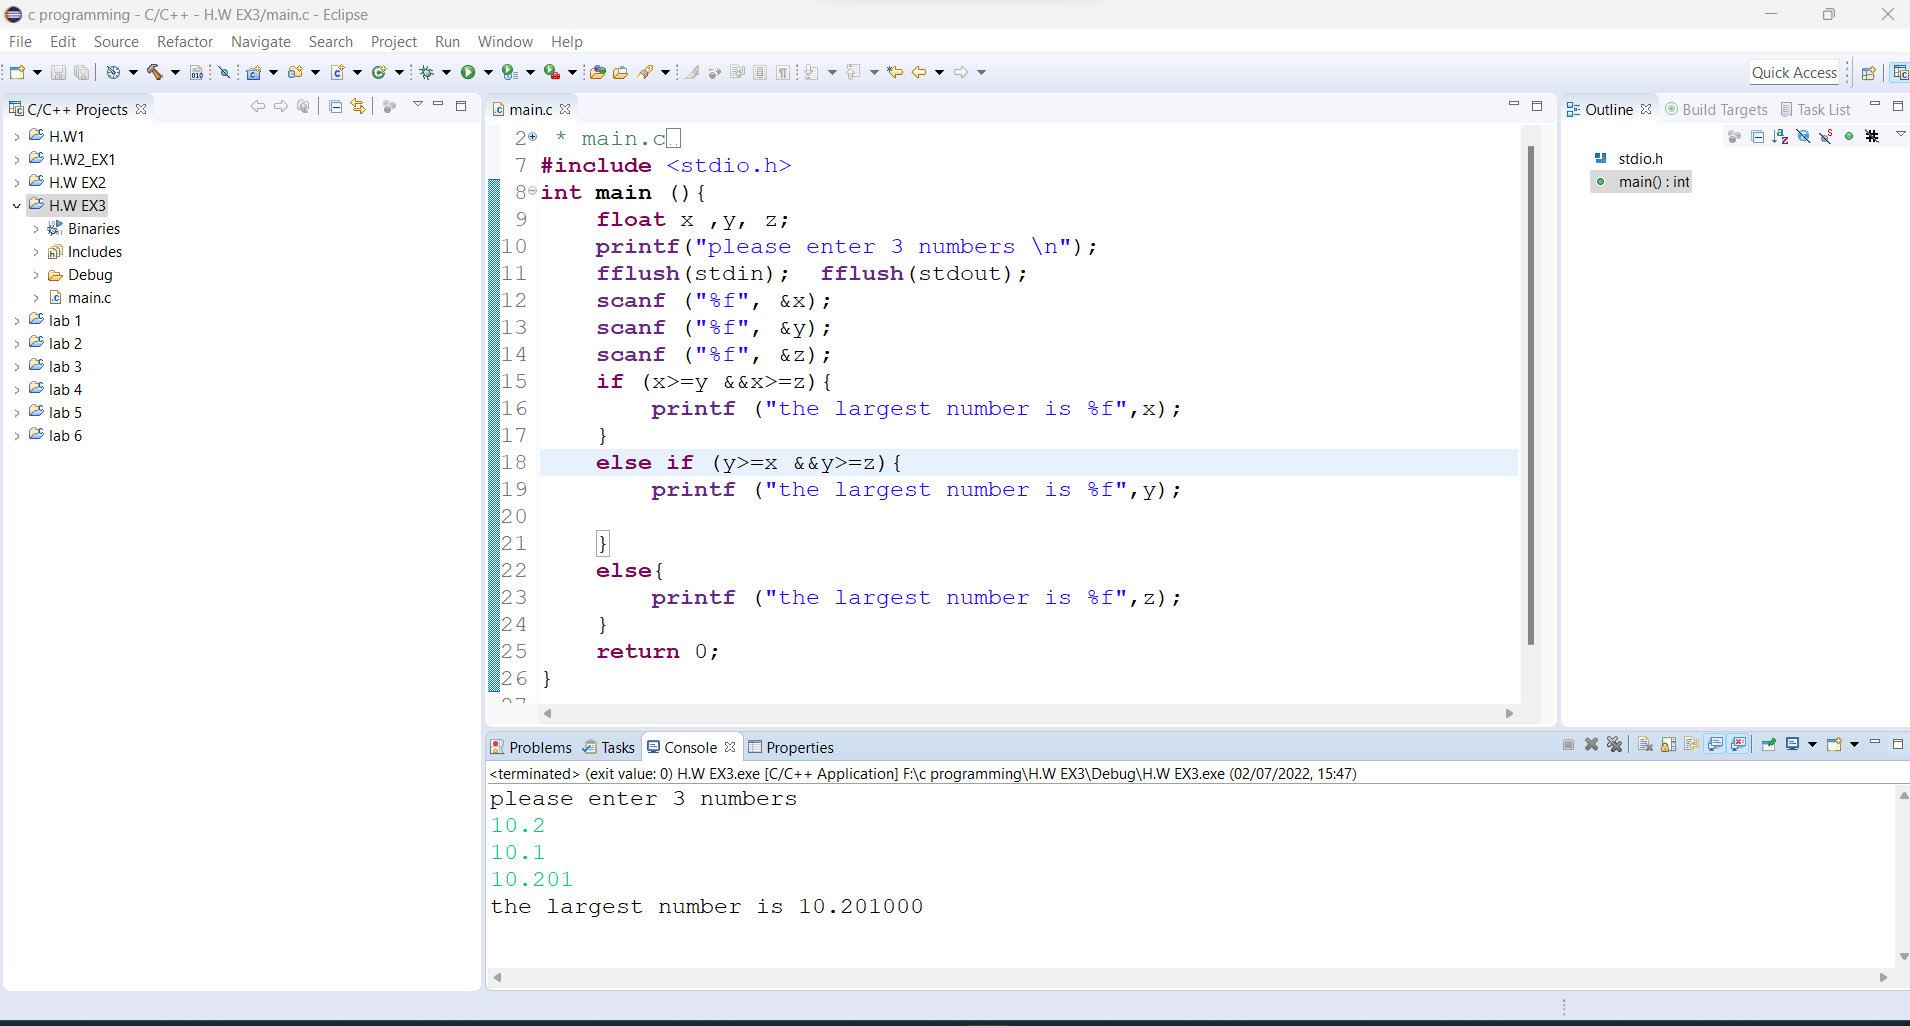 c programming - C/C++ - H.W EX3/main.c - Eclipse
File Edit Source Refactor Navigate Search Project Run Window Help
Quick Access
C/C++ Projects
H.W1
H.W2_EX1
H.W EX2
H.W EX3
Binaries
Includes
Debug
main.c
lab 1
lab 2
lab 3
lab 4
lab 5
lab 6
main.c
2 * main.c
7 #include <stdio.h>
8 int main (){
9 float x ,y, z;
10 printf("please enter 3 numbers \n");
11 fflush(stdin); fflush(stdout);
12 scanf ("%f", &x);
13 scanf ("%f", &y);
14 scanf ("%f", &z);
15 if (x>=y &&x>=z){
16 printf ("the largest number is %f",x);
17 }
18 else if (y>=x &&y>=z){
19 printf ("the largest number is %f",y);
20
21 }
22 else{
23 printf ("the largest number is %f",z);
24 }
25 return 0;
26 }
Outline Build Targets Task List
stdio.h
main() : int
Problems Tasks Console Properties
<terminated> (exit value: 0) H.W EX3.exe [C/C++ Application] F:\c programming\H.W EX3\Debug\H.W EX3.exe (02/07/2022, 15:47)
please enter 3 numbers
10.2
10.1
10.201
the largest number is 10.201000